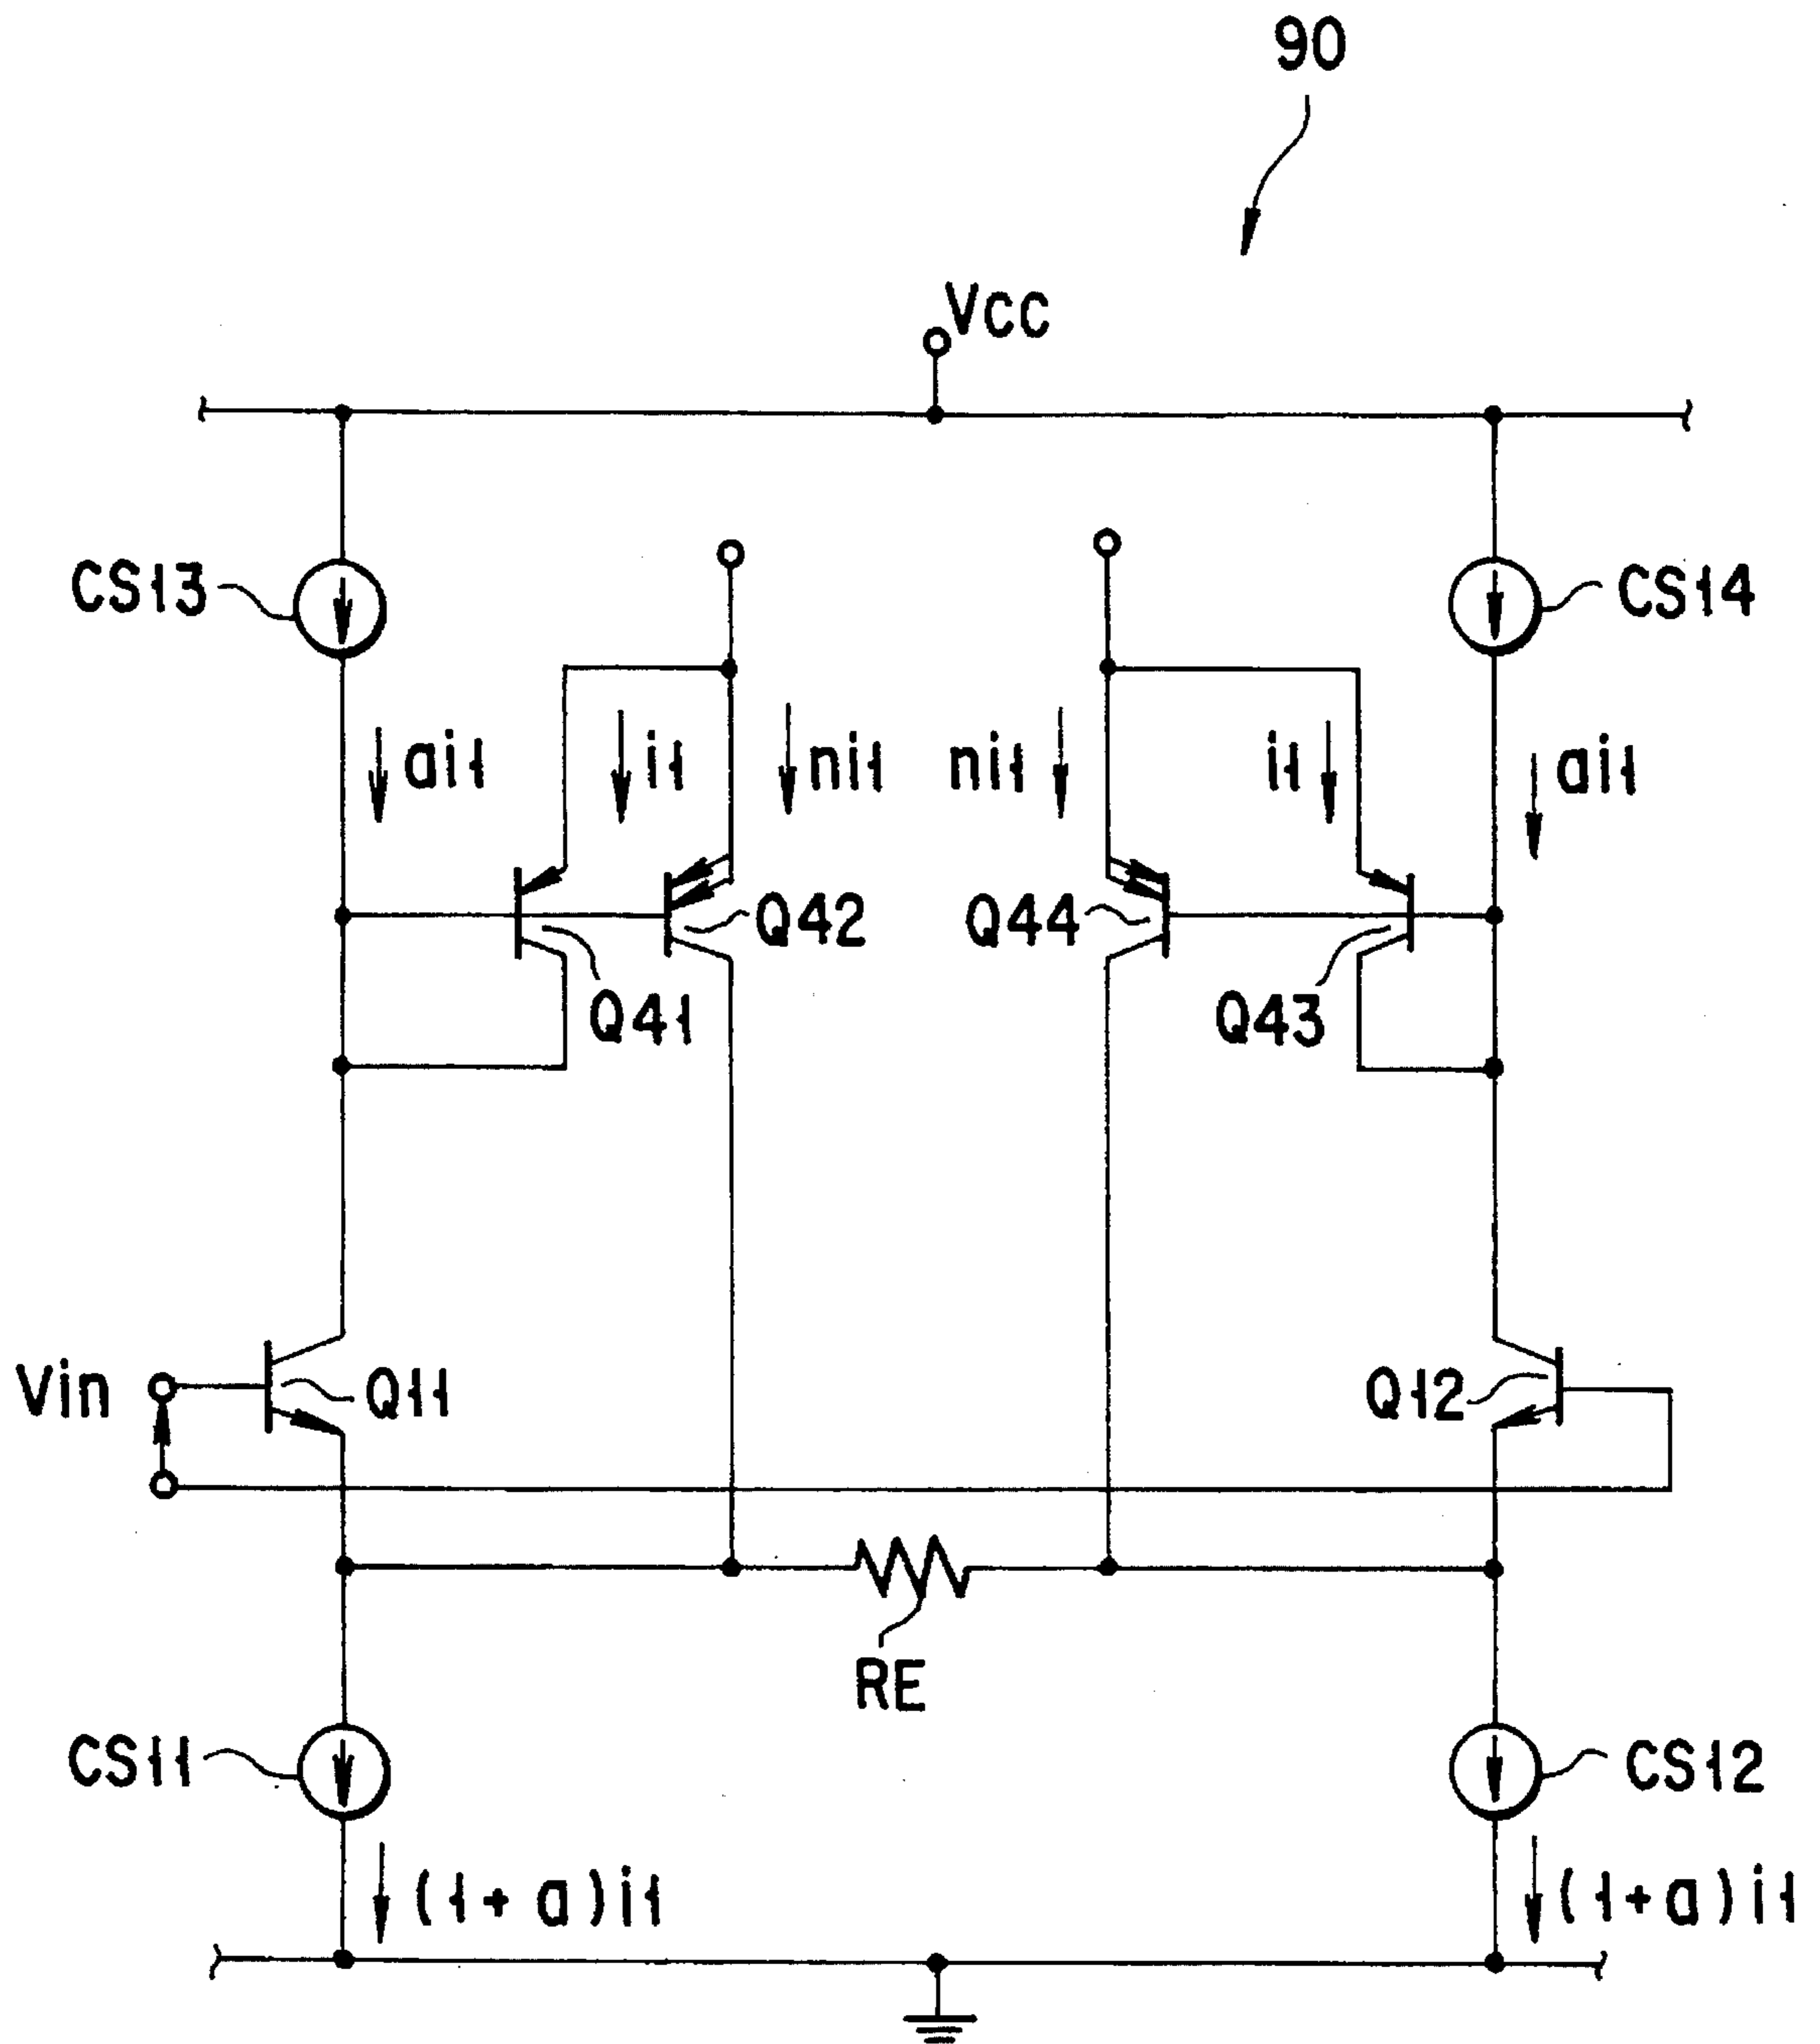 90
Vcc
CS13
CS14
ai1
i1
ni1
ni1
i1
ai1
Q42
Q44
Q41
Q43
Vin
Q11
Q12
RE
CS11
CS12
(1+a)i1
(1+a)i1